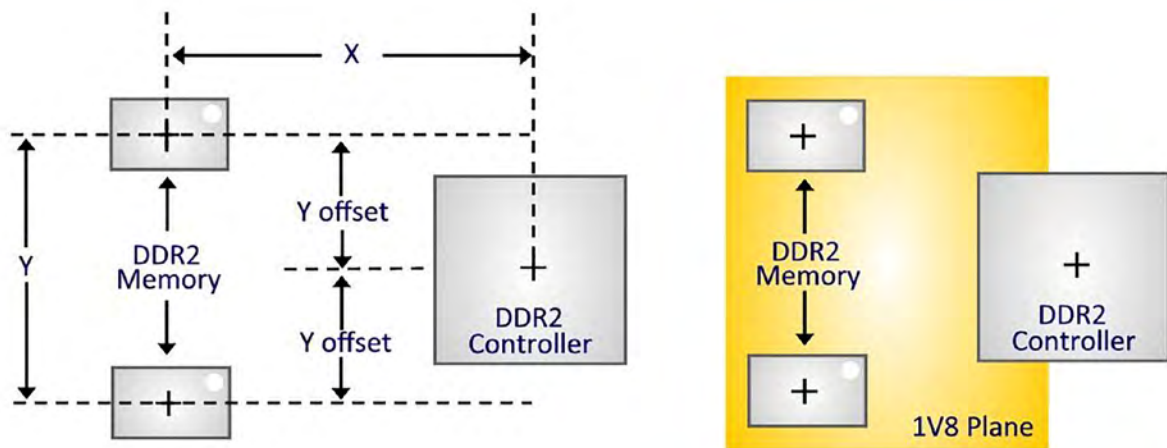 X
Y
Y offset
DDR2
Memory
Y offset
DDR2
Controller
DDR2
Memory
DDR2
Controller
1V8 Plane